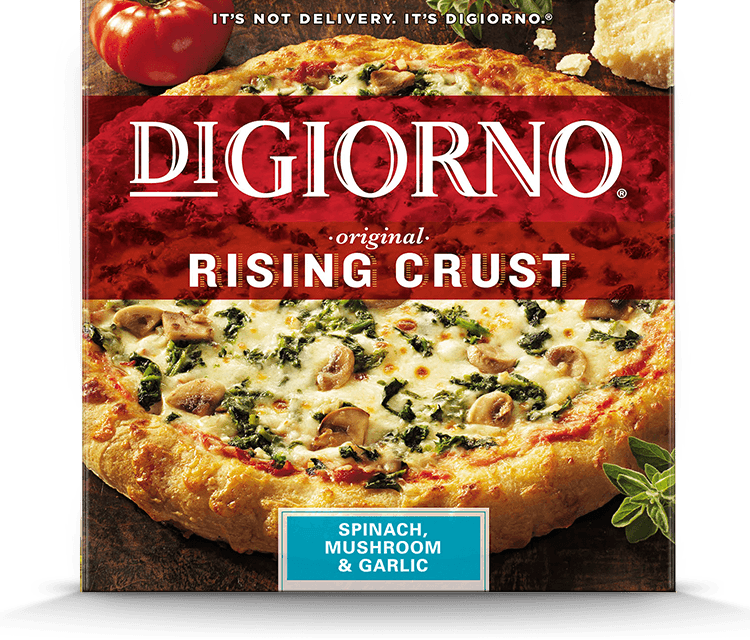 IT'S NOT DELIVERY. IT'S DIGIORNO.®
DIGIORNO®
·original·
RISING CRUST
SPINACH,
MUSHROOM
& GARLIC